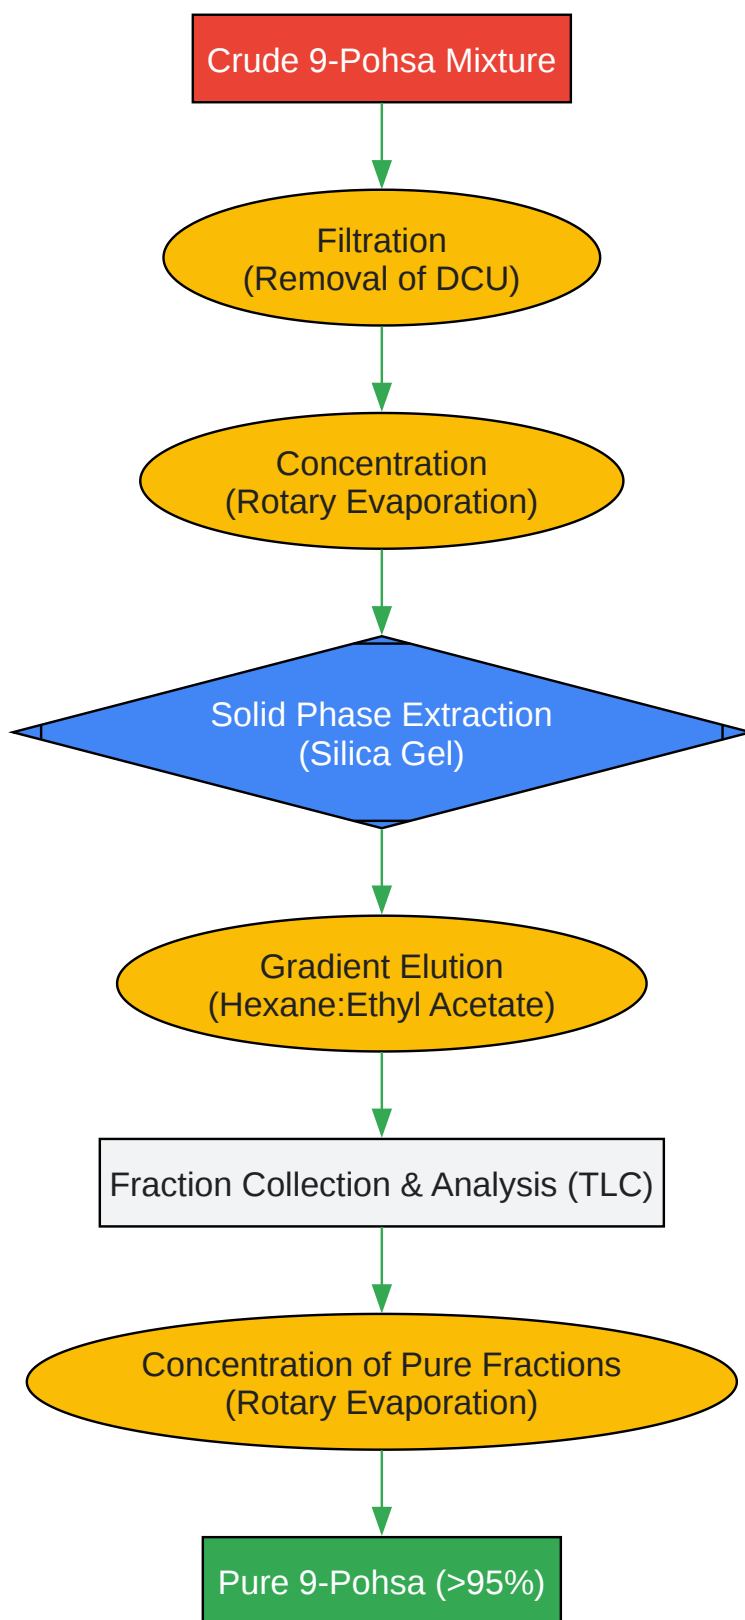 Crude 9-Pohsa Mixture
Filtration
(Removal of DCU)
Concentration
(Rotary Evaporation)
Solid Phase Extraction
(Silica Gel)
Gradient Elution
(Hexane:Ethyl Acetate)
Fraction Collection & Analysis (TLC)
Concentration of Pure Fractions
(Rotary Evaporation)
Pure 9-Pohsa (>95%)